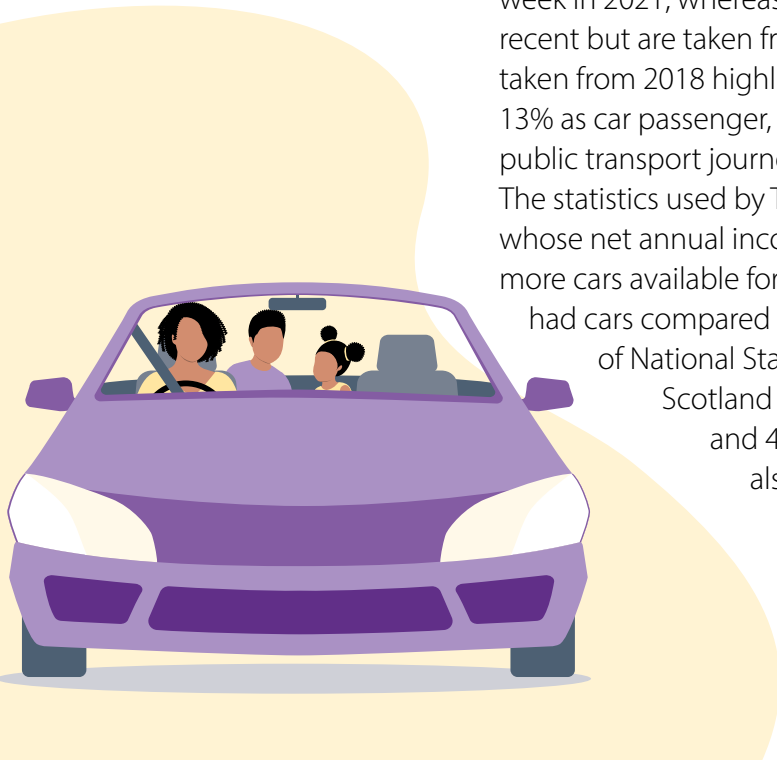 week in 2021, whereas
recent but are taken fr
taken from 2018 highl
13% as car passenger,
public transport journ
The statistics used by T
whose net annual inco
more cars available for
had cars compared
of National Sta
Scotland
and 4
als